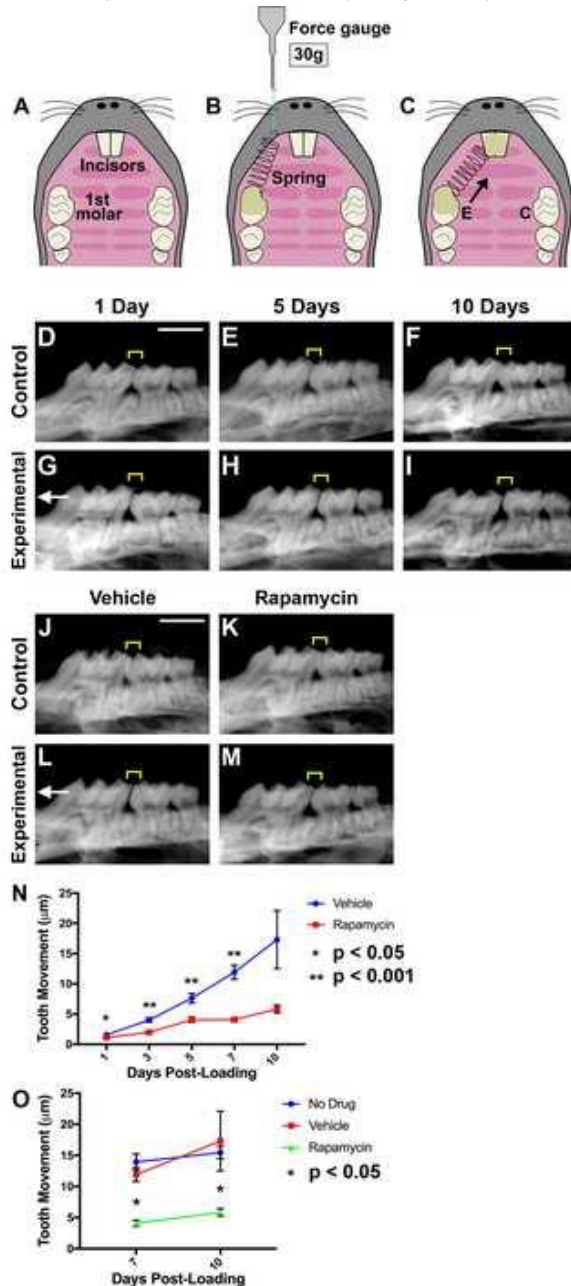 Force gauge
30g
A
B
C
Incisors
1st
molar
Spring
E
C
1 Day
5 Days
10 Days
Control
D
E
F
Experimental
G
H
I
Vehicle
Rapamycin
Control
J
K
Experimental
L
M
N
Tooth Movement (μm)
25
20
15
10
5
0
*
**
**
**
1
3
5
7
10
Days Post-Loading
Vehicle
Rapamycin
* p < 0.05
** p < 0.001
O
Tooth Movement (μm)
25
20
15
10
5
0
*
*
7
10
Days Post-Loading
No Drug
Vehicle
Rapamycin
* p < 0.05